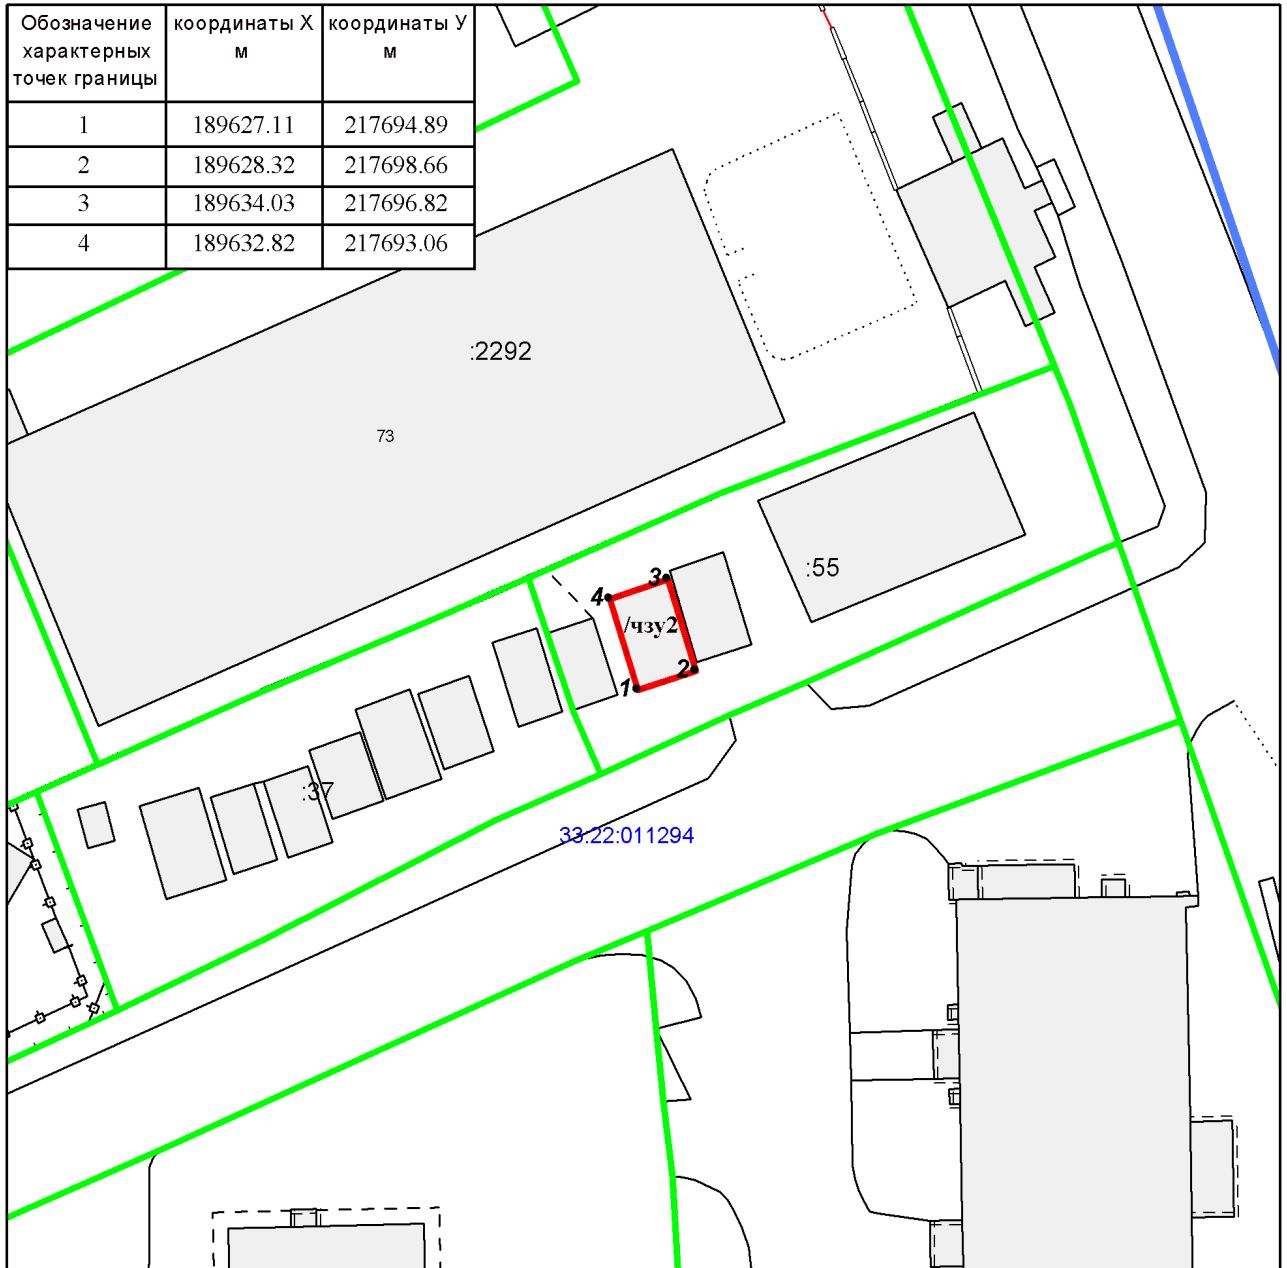 Обозначение характерных точек границы | координаты Х м | координаты У м
1 | 189627.11 | 217694.89
2 | 189628.32 | 217698.66
3 | 189634.03 | 217696.82
4 | 189632.82 | 217693.06
:2292
73
:55
3
4
/чзу2
2
1
:37
33:22:011294